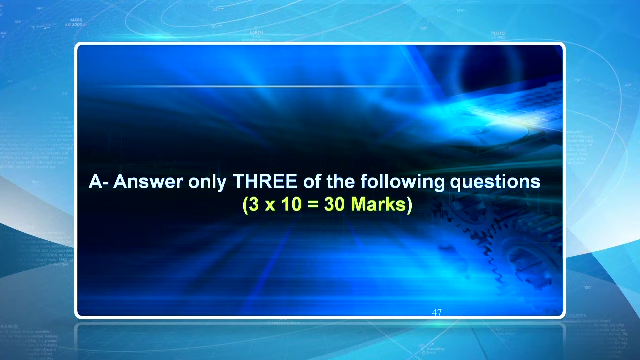 A- Answer only THREE of the following questions
(3 x 10 = 30 Marks)
47